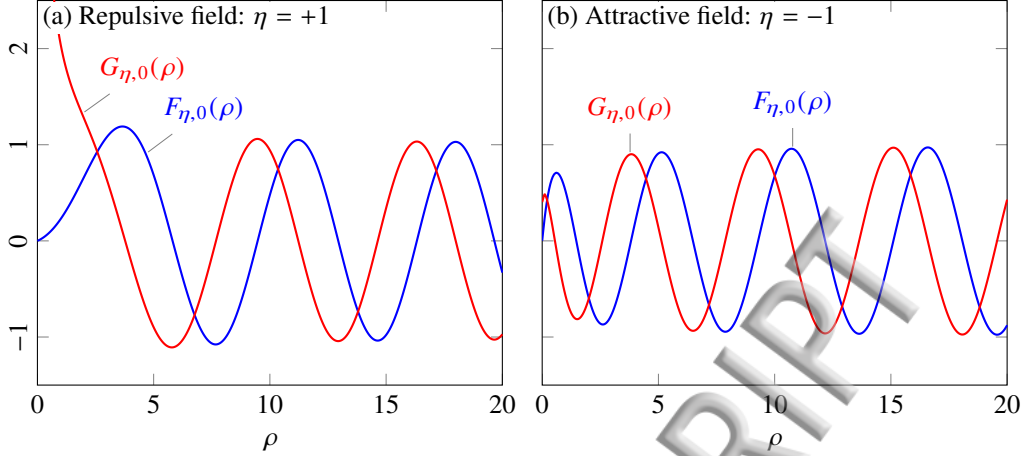 (a) Repulsive field: η = +1
G_{η,0}(ρ)
F_{η,0}(ρ)
2
1
0
−1
0 5 10 15 20
ρ
(b) Attractive field: η = −1
G_{η,0}(ρ)
F_{η,0}(ρ)
0 5 10 15 20
ρ
RIPT